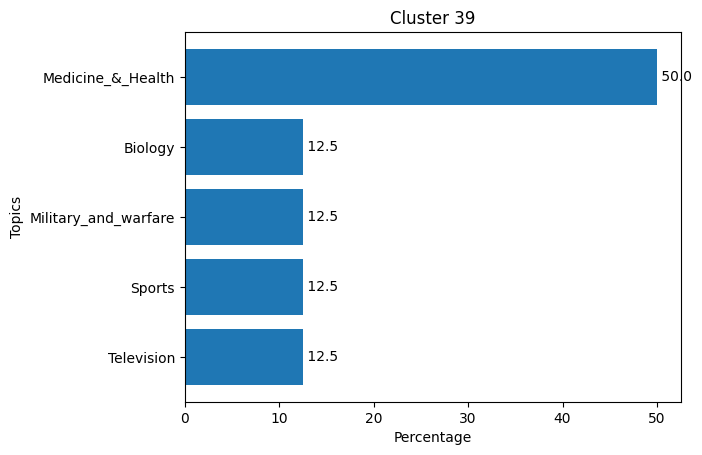 Cluster 39
Topics
Medicine_&_Health
50.0
Biology
12.5
Military_and_warfare
12.5
Sports
12.5
Television
12.5
0 10 20 30 40 50
Percentage